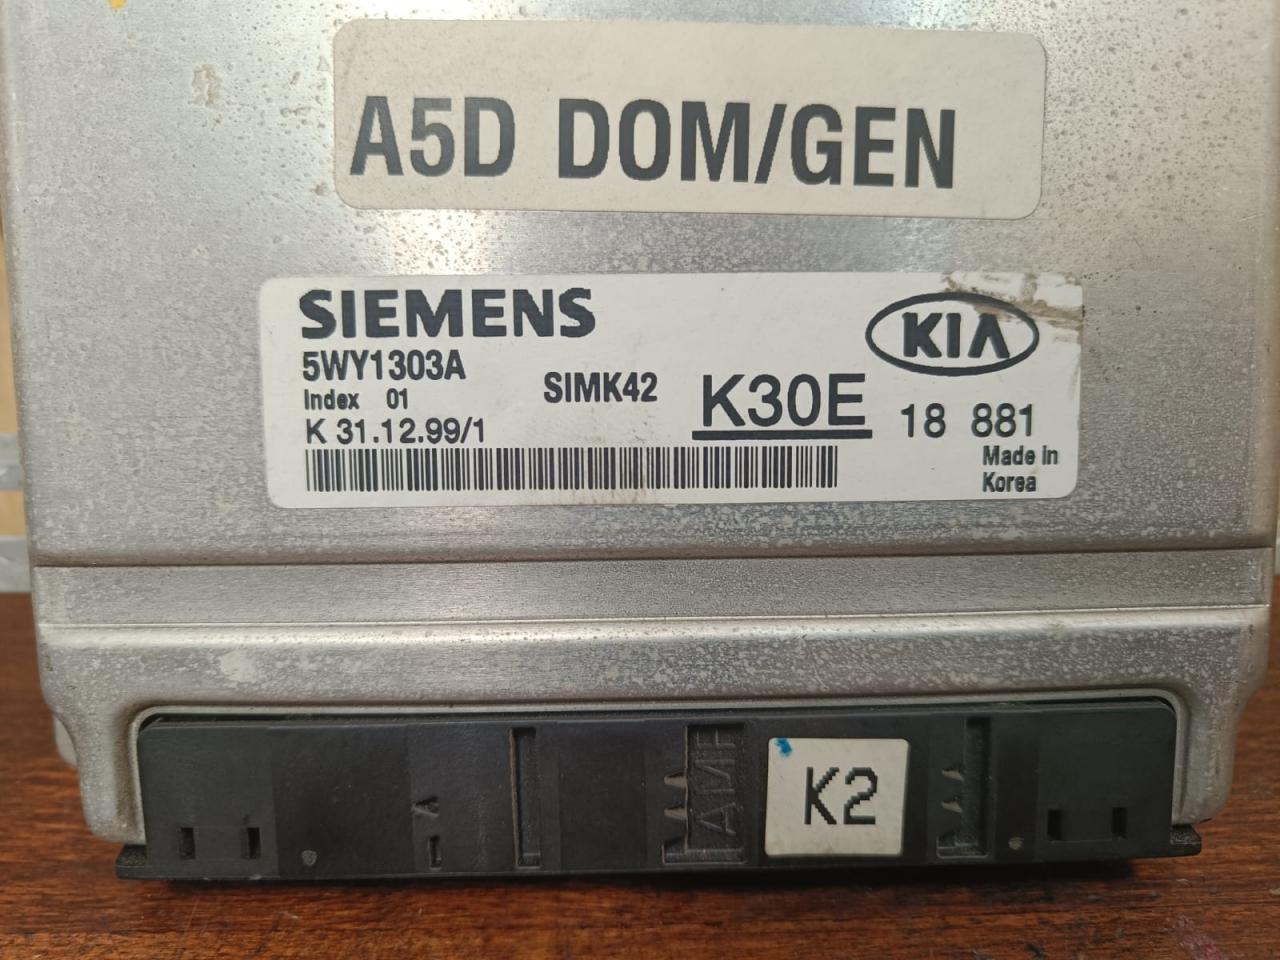 A5D DOM/GEN
SIEMENS
KIA
5WY1303A
SIMK42
K30E
18 881
Index 01
K 31.12.99/1
Made in
Korea
AMP
K2
A